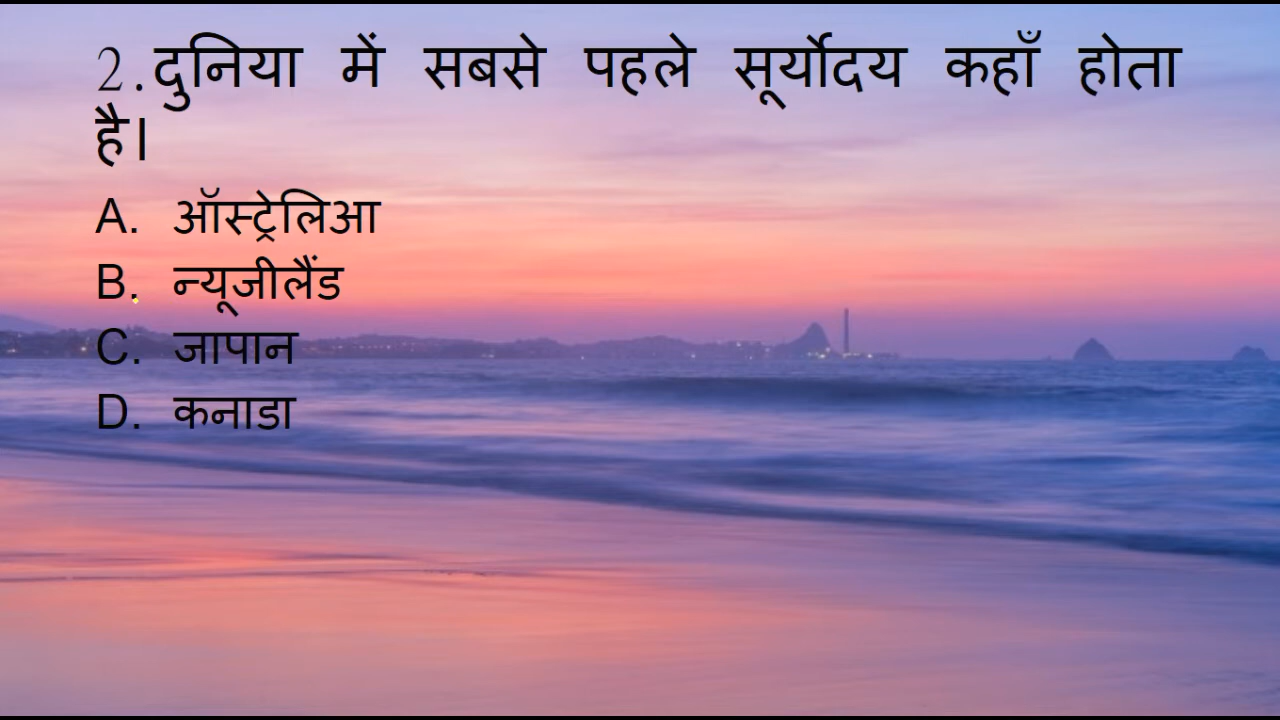 2.दुनिया में सबसे पहले सूर्योदय कहाँ होता
है।
A. ऑस्ट्रेलिआ
B. न्यूजीलैंड
C. जापान
D. कनाडा